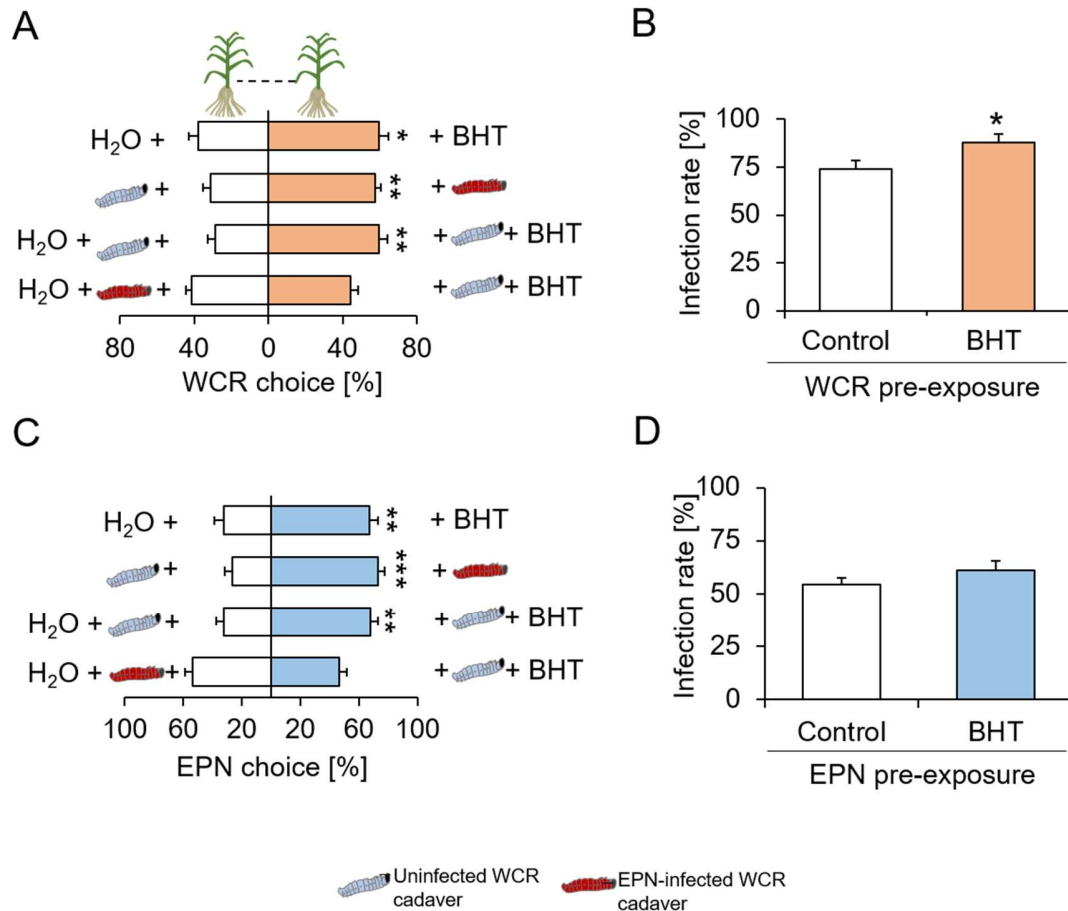 A
H₂O + + BHT *
+ + **
H₂O + + + + BHT **
H₂O + + + + BHT
80 40 0 40 80
WCR choice [%]
B
Infection rate [%]
100
75
50
25
0
*
Control BHT
WCR pre-exposure
C
H₂O + + BHT **
+ + ***
H₂O + + + + BHT **
H₂O + + + + BHT
100 60 20 20 60 100
EPN choice [%]
D
Infection rate [%]
100
75
50
25
0
Control BHT
EPN pre-exposure
Uninfected WCR
cadaver
EPN-infected WCR
cadaver